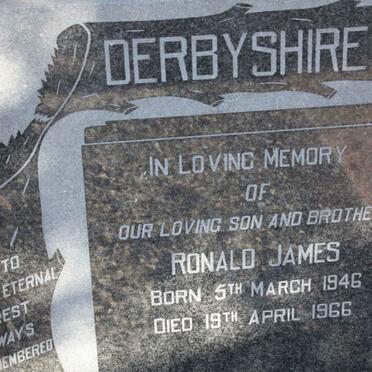 DERBYSHIRE
IN LOVING MEMORY
OF
OUR LOVING SON AND BROTHE
RONALD JAMES
BORN 5TH MARCH 1946
DIED 19TH APRIL 1966
TO
ETERNAL
REST
WAYS
EMBERED